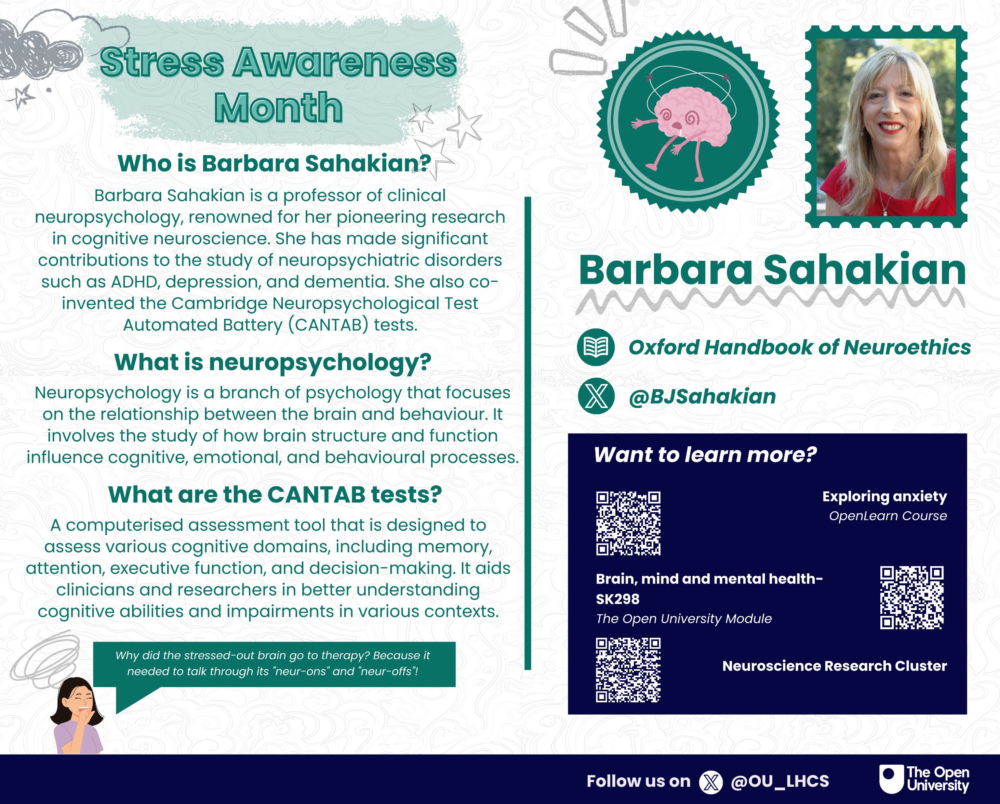 Stress Awareness
Month
Who is Barbara Sahakian?
Barbara Sahakian is a professor of clinical
neuropsychology, renowned for her pioneering research
in cognitive neuroscience. She has made significant
contributions to the study of neuropsychiatric disorders
such as ADHD, depression, and dementia. She also co-
invented the Cambridge Neuropsychological Test
Automated Battery (CANTAB) tests.
What is neuropsychology?
Neuropsychology is a branch of psychology that focuses
on the relationship between the brain and behaviour. It
involves the study of how brain structure and function
influence cognitive, emotional, and behavioural processes.
What are the CANTAB tests?
A computerised assessment tool that is designed to
assess various cognitive domains, including memory,
attention, executive function, and decision-making. It aids
clinicians and researchers in better understanding
cognitive abilities and impairments in various contexts.
Why did the stressed-out brain go to therapy? Because it
needed to talk through its "neur-ons" and "neur-offs"!
Barbara Sahakian
Oxford Handbook of Neuroethics
@BJSahakian
Want to learn more?
Exploring anxiety
OpenLearn Course
Brain, mind and mental health-
SK298
The Open University Module
Neuroscience Research Cluster
Follow us on @OU_LHCS
The Open
University